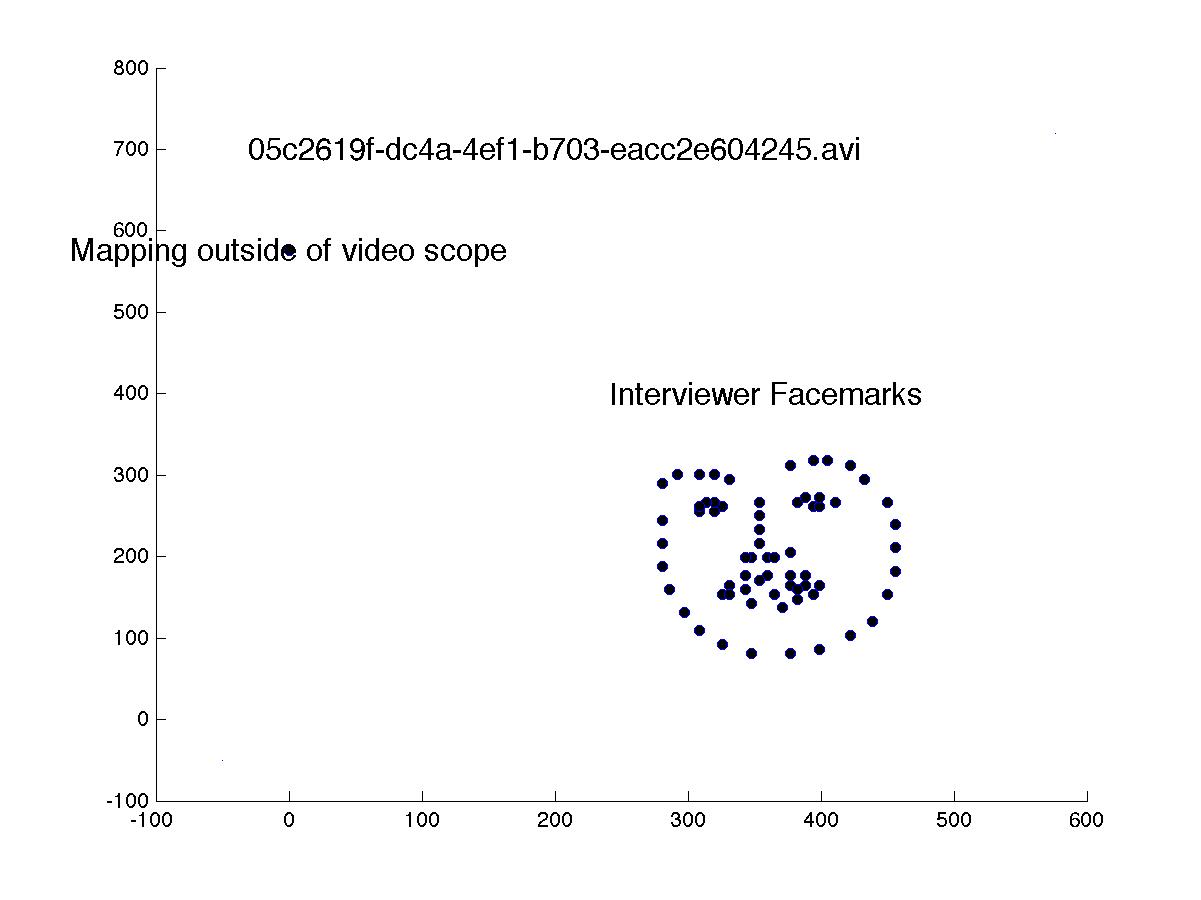 800
700
05c2619f-dc4a-4ef1-b703-eacc2e604245.avi
600
Mapping outside of video scope
500
400
Interviewer Facemarks
300
200
100
0
-100
-100 0 100 200 300 400 500 600